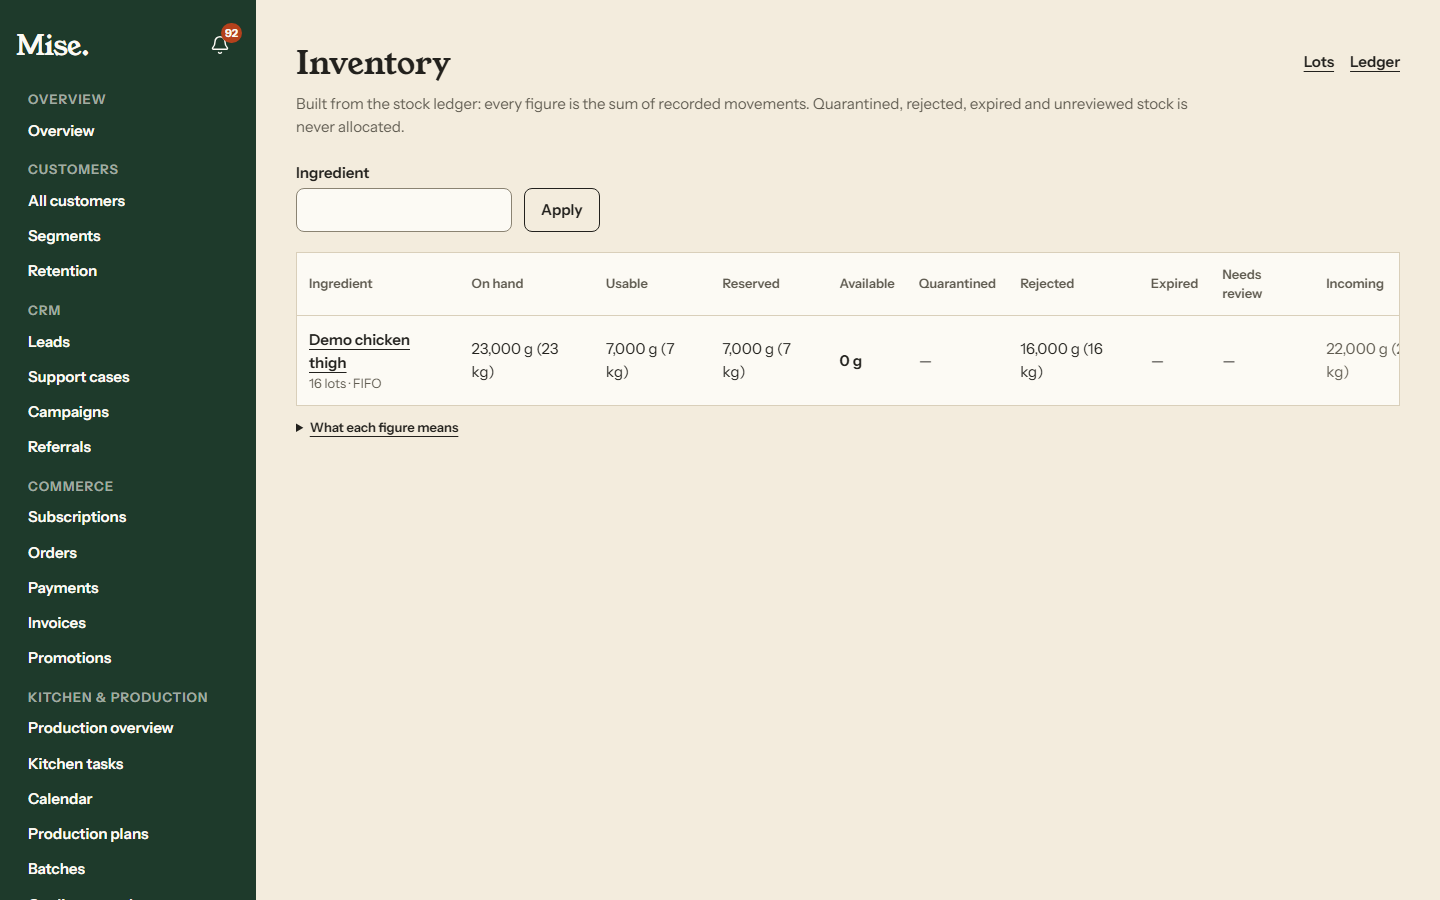 Mise.
92
OVERVIEW
Overview
CUSTOMERS
All customers
Segments
Retention
CRM
Leads
Support cases
Campaigns
Referrals
COMMERCE
Subscriptions
Orders
Payments
Invoices
Promotions
KITCHEN & PRODUCTION
Production overview
Kitchen tasks
Calendar
Production plans
Batches
Inventory
Lots Ledger
Built from the stock ledger: every figure is the sum of recorded movements. Quarantined, rejected, expired and unreviewed stock is
never allocated.
Ingredient
Apply
Ingredient On hand Usable Reserved Available Quarantined Rejected Expired Needs review Incoming
Demo chicken
thigh
16 lots · FIFO
23,000 g (23
kg)
7,000 g (7
kg)
7,000 g (7
kg)
0 g
—
16,000 g (16
kg)
—
—
22,000 g (
kg)
What each figure means